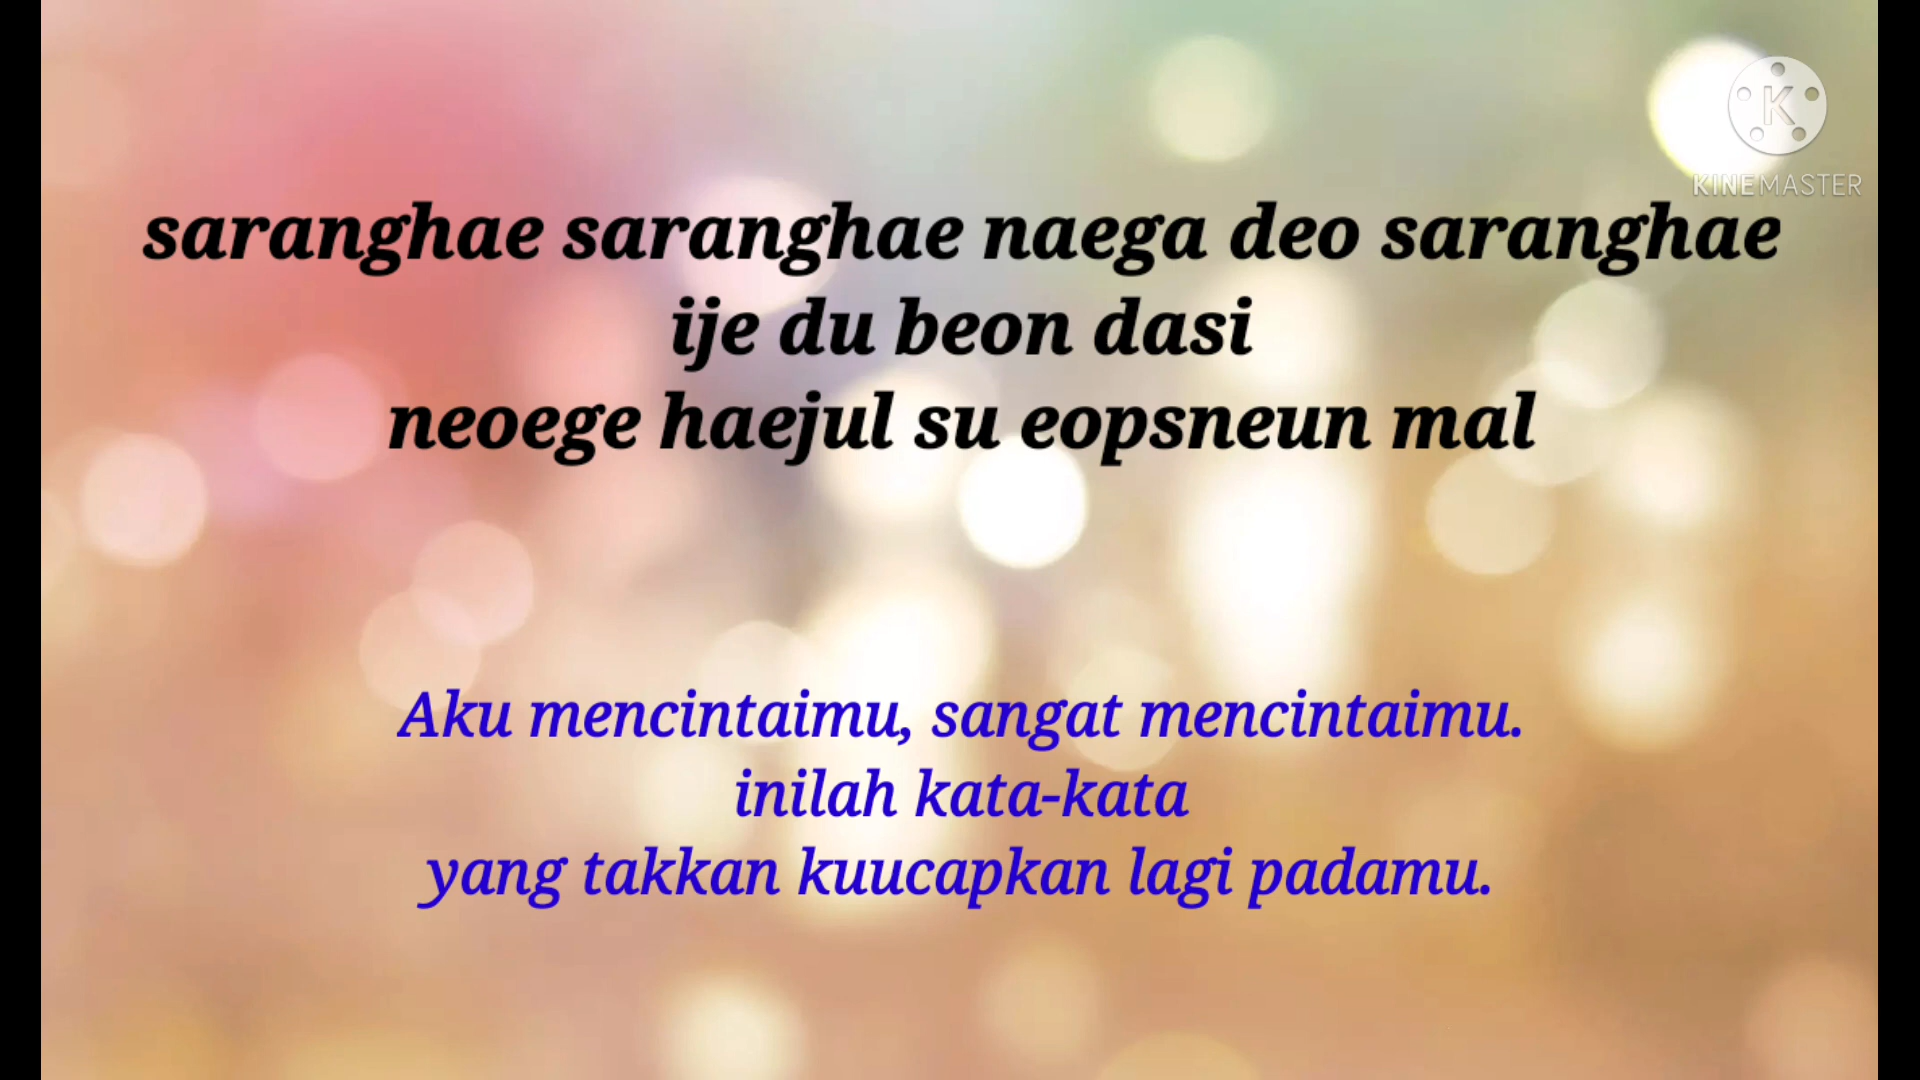 KINEMASTER
saranghae saranghae naega deo saranghae
ije du beon dasi
neoege haejul su eopsneun mal
Aku mencintaimu, sangat mencintaimu.
inilah kata-kata
yang takkan kuucapkan lagi padamu.